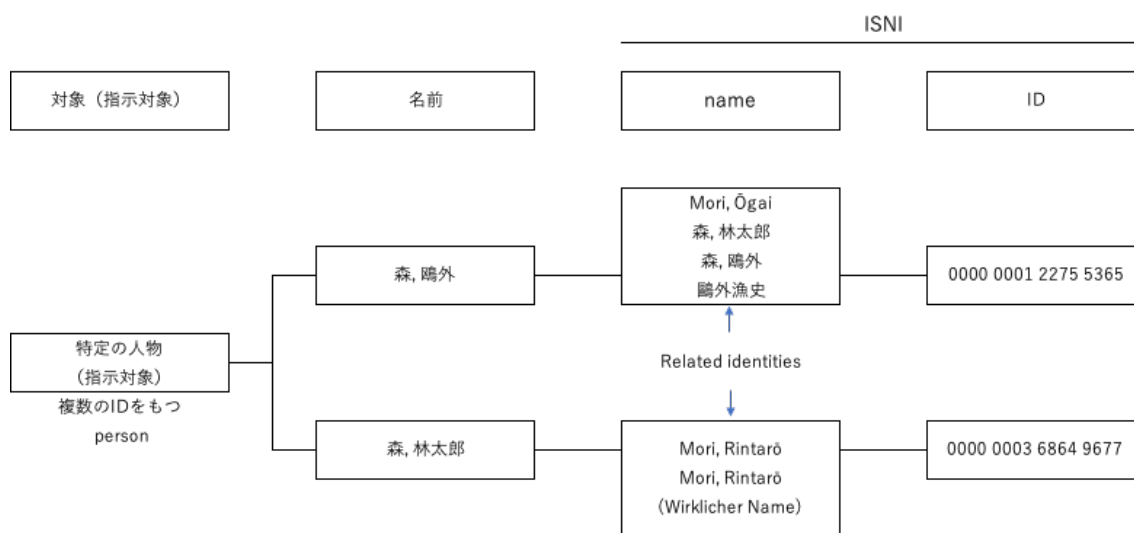 ISNI
対象（指示対象）
名前
name
ID
Mori, Ōgai
森, 林太郎
森, 鴎外
鷗外漁史
森, 鴎外
0000 0001 2275 5365
特定の人物
（指示対象）
複数のIDをもつ
person
Related identities
森, 林太郎
Mori, Rintarō
Mori, Rintarō
（Wirklicher Name）
0000 0003 6864 9677